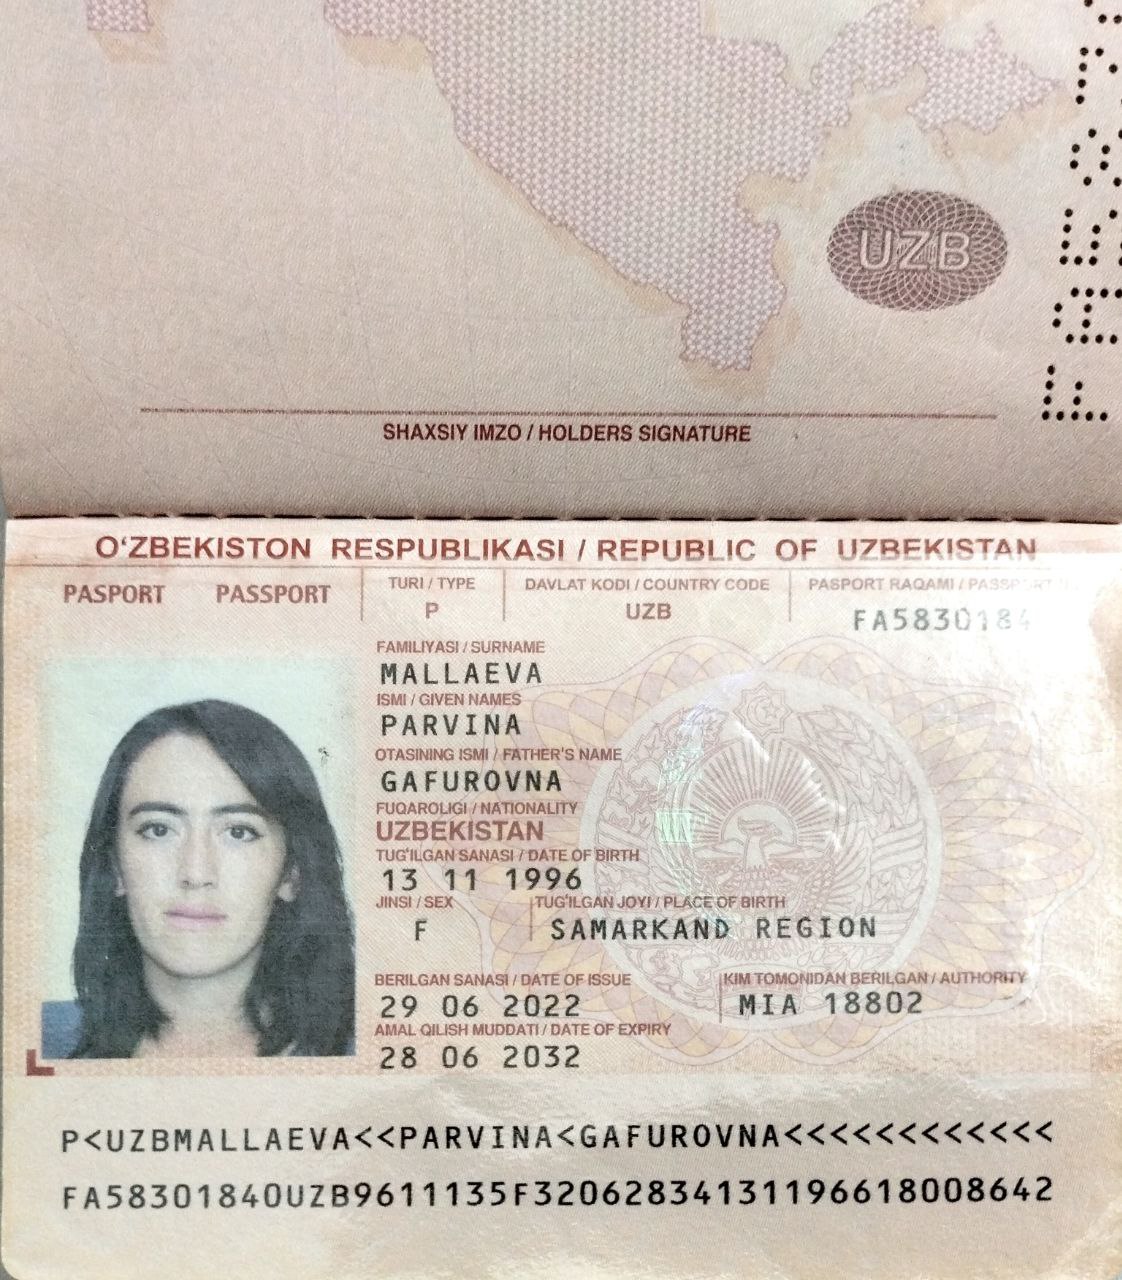 UZB
SHAXSIY IMZO / HOLDERS SIGNATURE
O‘ZBEKISTON RESPUBLIKASI / REPUBLIC OF UZBEKISTAN
PASPORT PASSPORT
TURI / TYPE
P
DAVLAT KODI / COUNTRY CODE
UZB
PASPORT RAQAMI / PASSPORT
FA5830184
FAMILIYASI / SURNAME
MALLAEVA
ISMI / GIVEN NAMES
PARVINA
OTASINING ISMI / FATHER'S NAME
GAFUROVNA
FUQAROLIGI / NATIONALITY
UZBEKISTAN
TUG‘ILGAN SANASI / DATE OF BIRTH
13 11 1996
JINSI / SEX
F
TUG‘ILGAN JOYI / PLACE OF BIRTH
SAMARKAND REGION
BERILGAN SANASI / DATE OF ISSUE
29 06 2022
KIM TOMONIDAN BERILGAN / AUTHORITY
MIA 18802
AMAL QILISH MUDDATI / DATE OF EXPIRY
28 06 2032
P<UZBMALLAEVA<<PARVINA<GAFUROVNA<<<<<<<<<<<<
FA58301840UZB9611135F32062834131196618008642